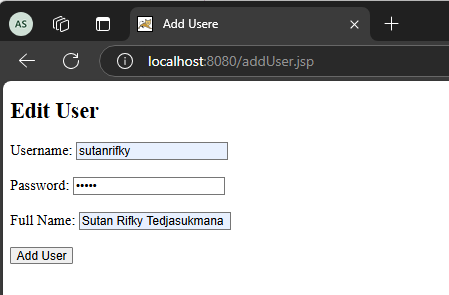 AS
Add Usere
localhost:8080/addUser.jsp
Edit User
Username: sutanrifky
Password: •••••
Full Name: Sutan Rifky Tedjasukmana
Add User